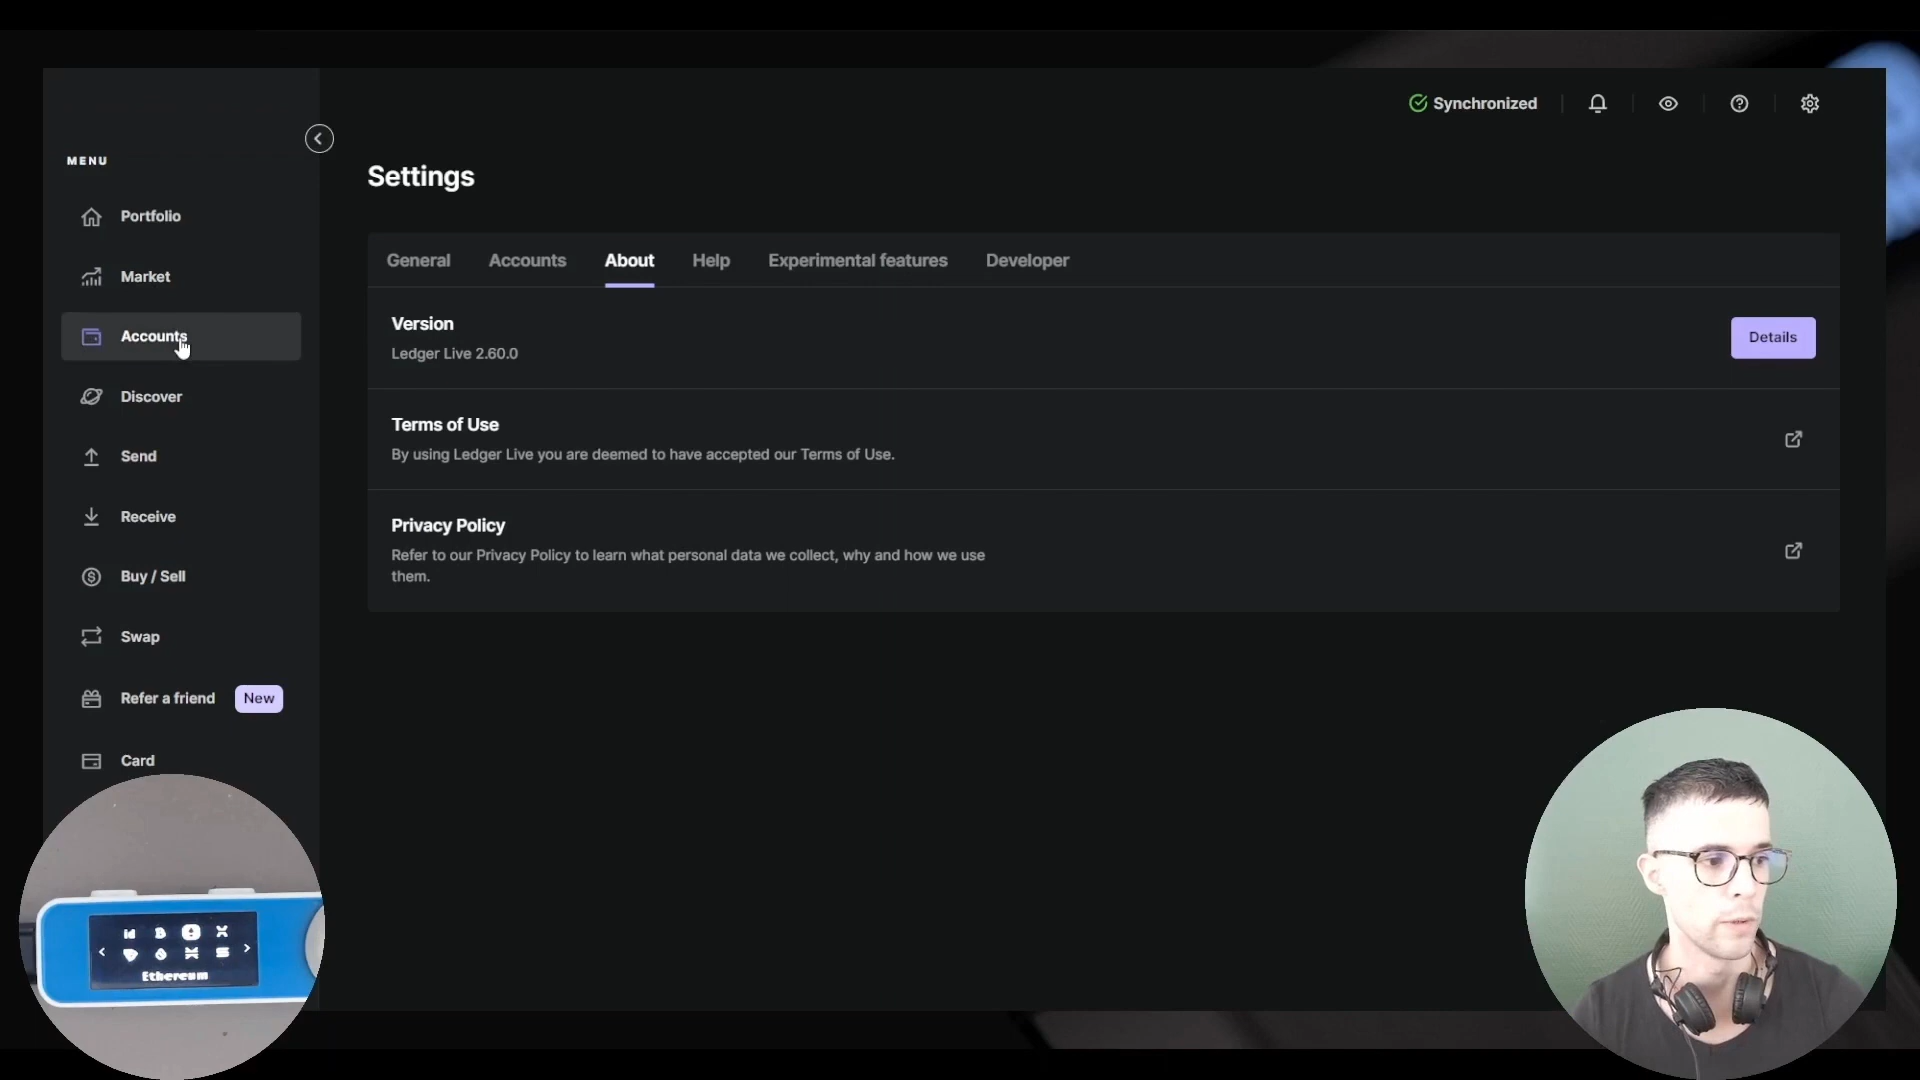 Synchronized
MENU
Settings
Portfolio
Market
Accounts
Discover
Send
Receive
Buy / Sell
Swap
Refer a friend New
Card
General Accounts About Help Experimental features Developer
Version
Ledger Live 2.60.0
Details
Terms of Use
By using Ledger Live you are deemed to have accepted our Terms of Use.
Privacy Policy
Refer to our Privacy Policy to learn what personal data we collect, why and how we use
them.
Ethereum